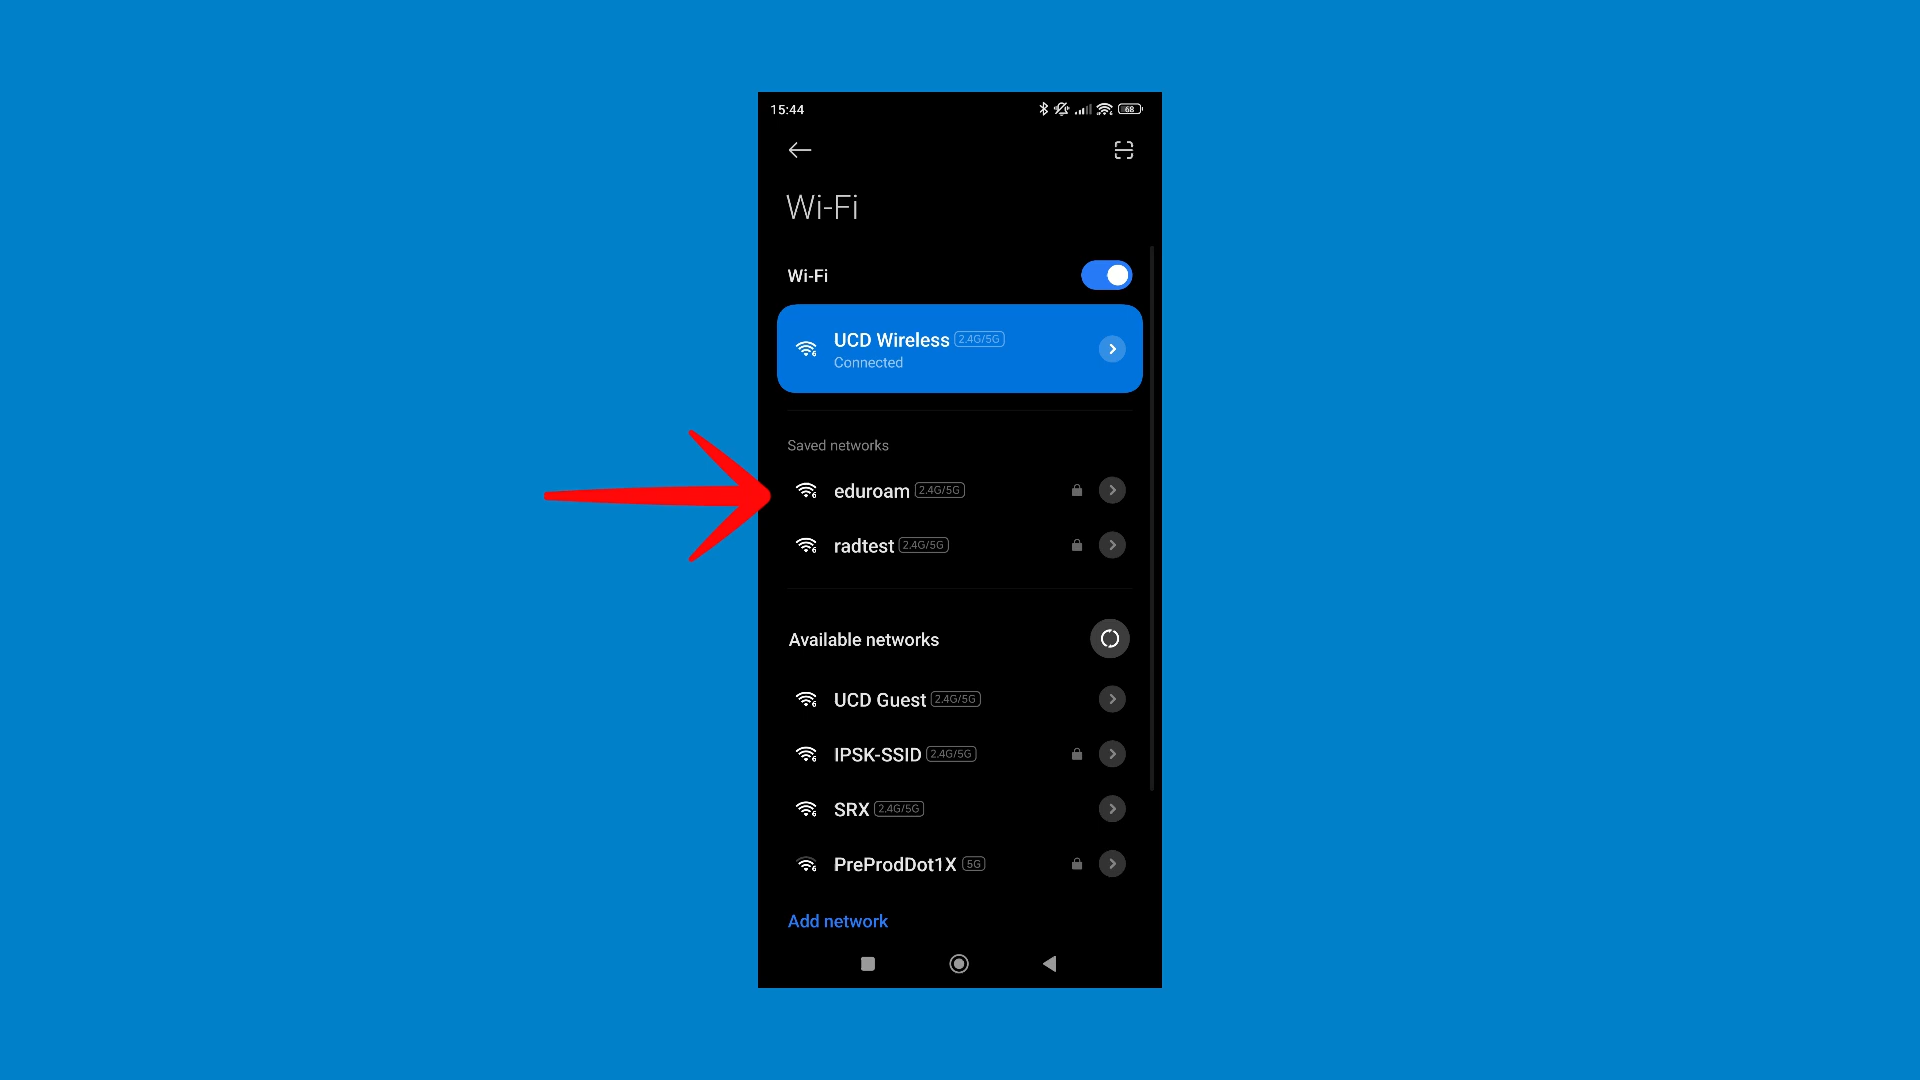 15:44 68
Wi-Fi
Wi-Fi
UCD Wireless 2.4G/5G
Connected
Saved networks
eduroam 2.4G/5G
radtest 2.4G/5G
Available networks
UCD Guest 2.4G/5G
IPSK-SSID 2.4G/5G
SRX 2.4G/5G
PreProdDot1X 5G
Add network